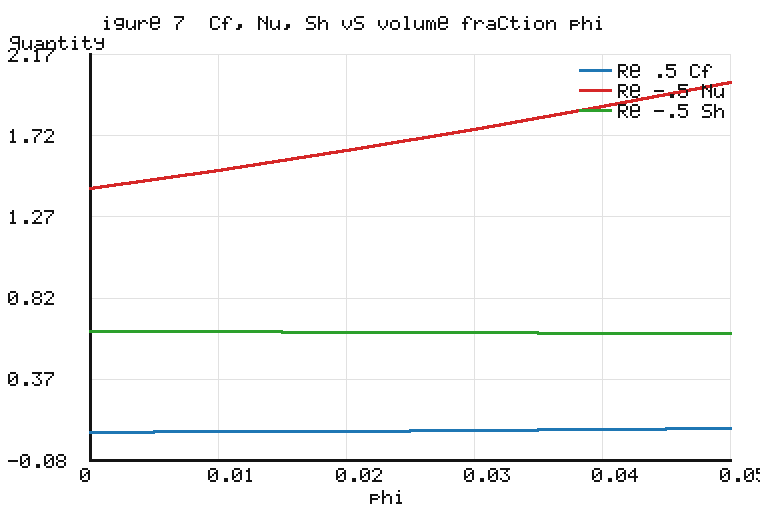 igure 7 Cf, Nu, Sh vS volume fraCtion phi
quantity
2.17
Re .5 Cf
Re -.5 Nu
Re -.5 Sh
1.72
1.27
0.82
0.37
-0.08
0 0.01 0.02 0.03 0.04 0.05
phi